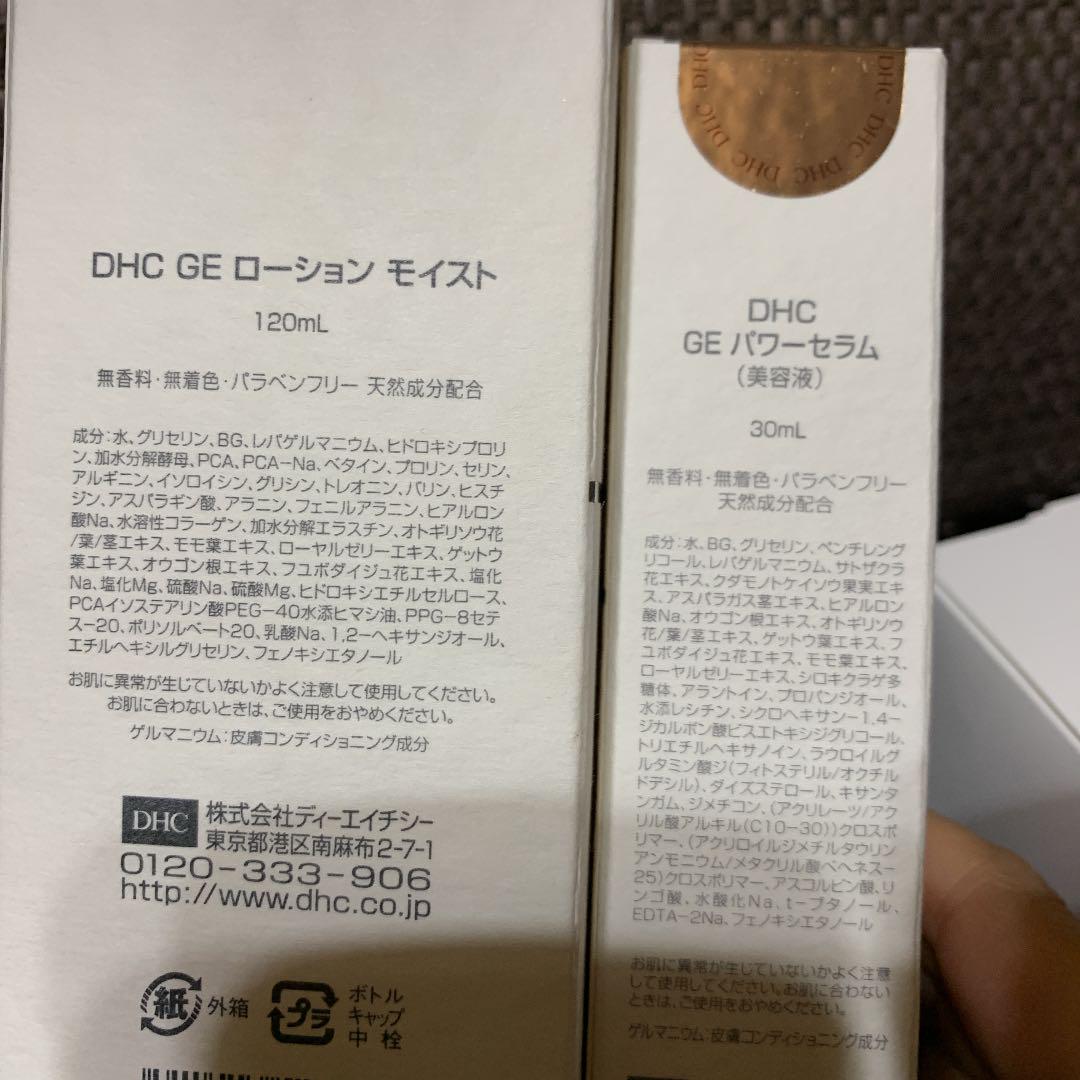 DHC GE ローション モイスト
120mL
無香料・無着色・パラベンフリー 天然成分配合
成分：水、グリセリン、BG、レパゲルマニウム、ヒドロキシプロリ
ン、加水分解酵母、PCA、PCA-Na、ベタイン、プロリン、セリン、
アルギニン、イソロイシン、グリシン、トレオニン、バリン、ヒスチ
ジン、アスパラギン酸、アラニン、フェニルアラニン、ヒアルロン
酸Na、水溶性コラーゲン、加水分解エラスチン、オトギリソウ花
/葉/茎エキス、モモ葉エキス、ローヤルゼリーエキス、ゲットウ
葉エキス、オウゴン根エキス、フユボダイジュ花エキス、塩化
Na、塩化Mg、硫酸Na、硫酸Mg、ヒドロキシエチルセルロース、
PCAイソステアリン酸PEG-40水添ヒマシ油、PPG-8セテ
ス-20、ポリソルベート20、乳酸Na、1,2-ヘキサンジオール、
エチルヘキシルグリセリン、フェノキシエタノール
お肌に異常が生じていないかよく注意して使用してください。
お肌に合わないときは、ご使用をおやめください。
ゲルマニウム：皮膚コンディショニング成分
DHC
株式会社ディーエイチシー
東京都港区南麻布2-7-1
0120-333-906
http://www.dhc.co.jp
紙 外箱
プラ ボトル
キャップ
中 栓
DHC DHC DHC DHC DHC DHC
DHC
GE パワーセラム
（美容液）
30mL
無香料・無着色・パラベンフリー
天然成分配合
成分：水、BG、グリセリン、ペンチレング
リコール、レパゲルマニウム、サトザクラ
花エキス、クダモノトケイソウ果実エキ
ス、アスパラガス茎エキス、ヒアルロン
酸Na、オウゴン根エキス、オトギリソウ
花/葉/茎エキス、ゲットウ葉エキス、フ
ユボダイジュ花エキス、モモ葉エキス、
ローヤルゼリーエキス、シロキクラゲ多
糖体、アラントイン、プロパンジオール、
水添レシチン、シクロヘキサン-1,4-
ジカルボン酸ビスエトキシジグリコール、
トリエチルヘキサノイン、ラウロイルグ
ルタミン酸ジ(フィトステリル/オクチル
ドデシル)、ダイズステロール、キサンタ
ンガム、ジメチコン、(アクリレーツ/アク
リル酸アルキル(C10-30))クロスポ
リマー、(アクリロイルジメチルタウリン
アンモニウム/メタクリル酸ベヘネス-
25)クロスポリマー、アスコルビン酸、リ
ンゴ酸、水酸化Na、t-ブタノール、
EDTA-2Na、フェノキシエタノール
お肌に異常が生じていないかよく注意
して使用してください。お肌に合わない
ときは、ご使用をおやめください。
ゲルマニウム：皮膚コンディショニング成分